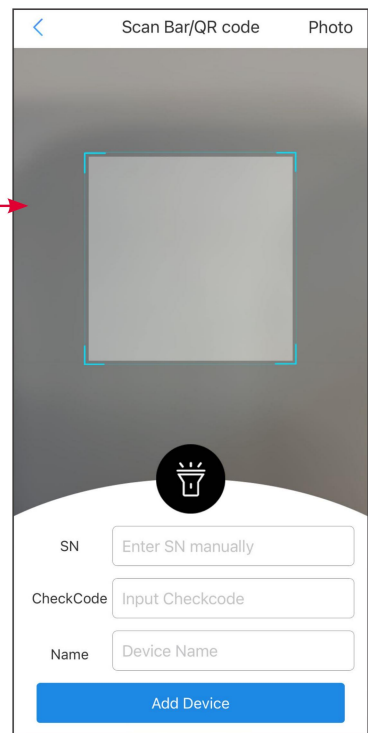 Scan Bar/QR code Photo
SN Enter SN manually
CheckCode Input Checkcode
Name Device Name
Add Device